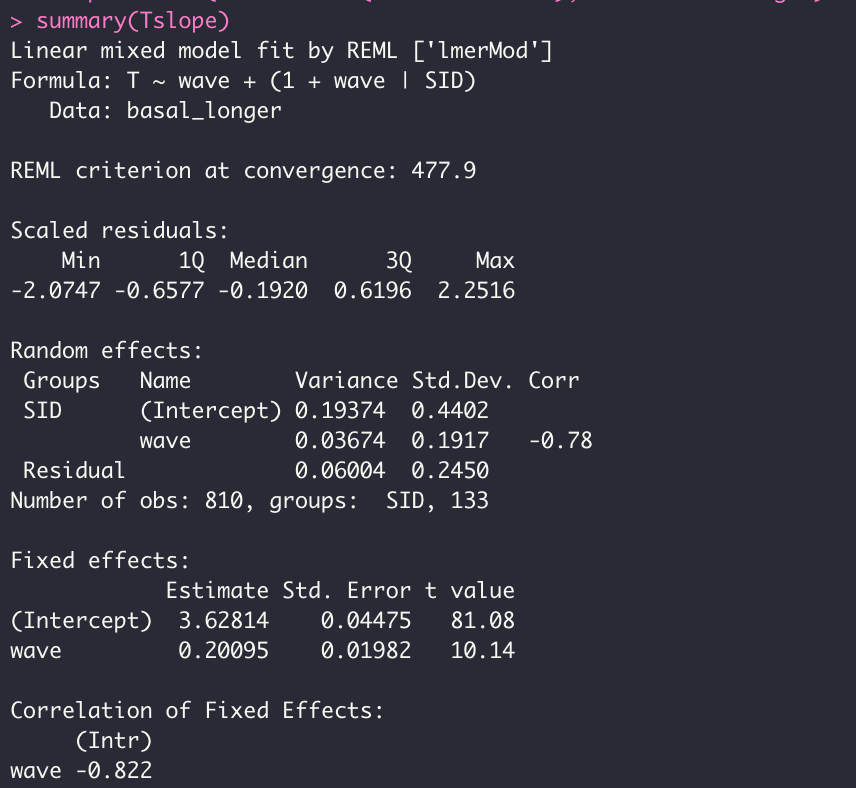 > summary(Tslope)
Linear mixed model fit by REML ['lmerMod']
Formula: T ~ wave + (1 + wave | SID)
   Data: basal_longer

REML criterion at convergence: 477.9

Scaled residuals:
    Min      1Q  Median      3Q     Max
-2.0747 -0.6577 -0.1920  0.6196  2.2516

Random effects:
 Groups   Name        Variance Std.Dev. Corr
 SID      (Intercept) 0.19374  0.4402
          wave        0.03674  0.1917   -0.78
 Residual             0.06004  0.2450
Number of obs: 810, groups:  SID, 133

Fixed effects:
            Estimate Std. Error t value
(Intercept)  3.62814    0.04475   81.08
wave         0.20095    0.01982   10.14

Correlation of Fixed Effects:
     (Intr)
wave -0.822